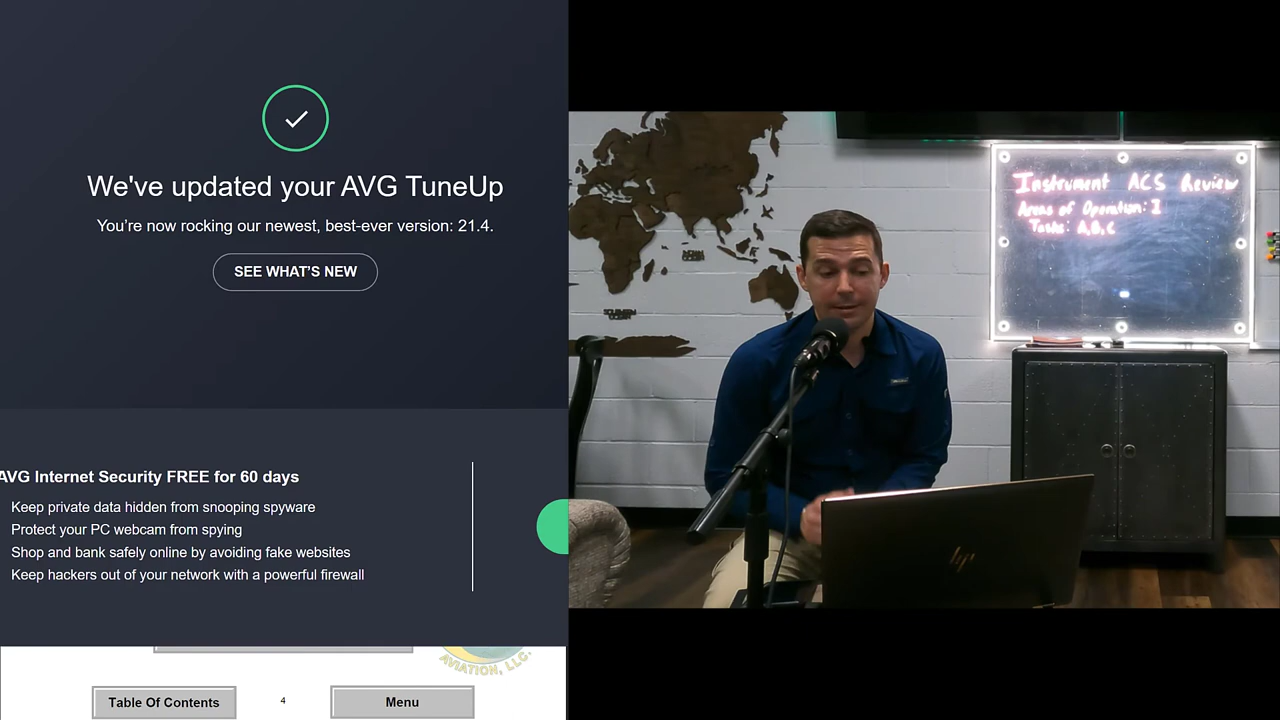 We've updated your AVG TuneUp
You're now rocking our newest, best-ever version: 21.4.
SEE WHAT'S NEW
AVG Internet Security FREE for 60 days
Keep private data hidden from snooping spyware
Protect your PC webcam from spying
Shop and bank safely online by avoiding fake websites
Keep hackers out of your network with a powerful firewall
AVIATION, LLC.
Table Of Contents
4
Menu
Instrument ACS Review
Areas of Operation: I
Tasks: A,B,C
hp